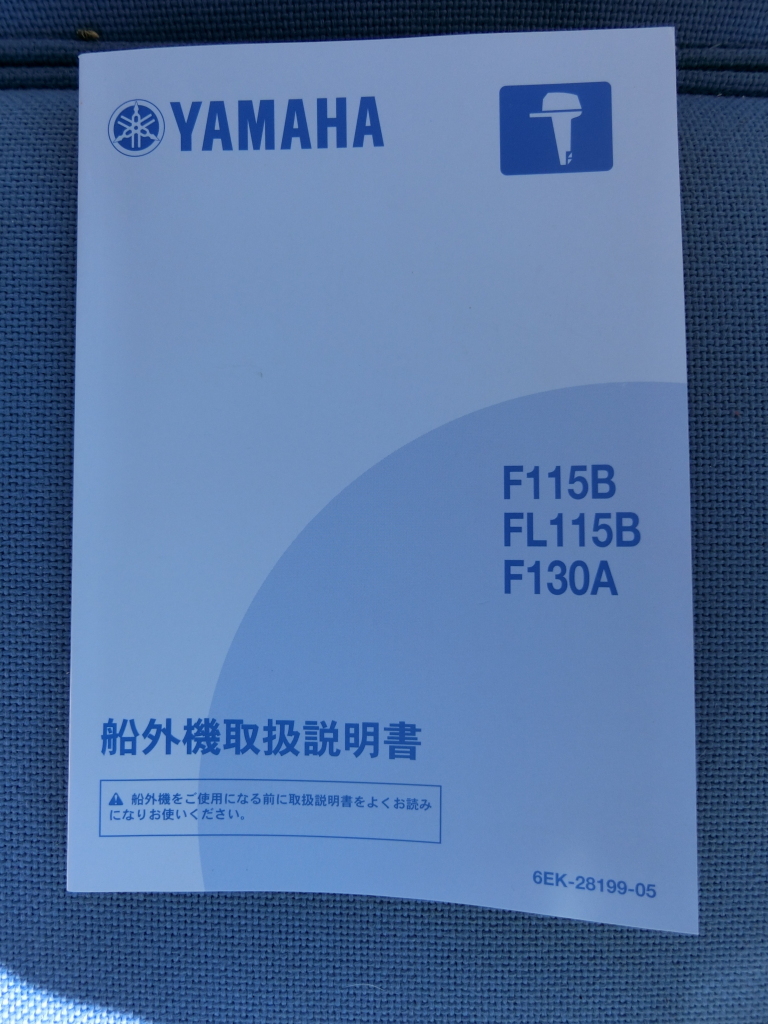 YAMAHA
F115B
FL115B
F130A
船外機取扱説明書
⚠ 船外機をご使用になる前に取扱説明書をよくお読み
になりお使いください。
6EK-28199-05